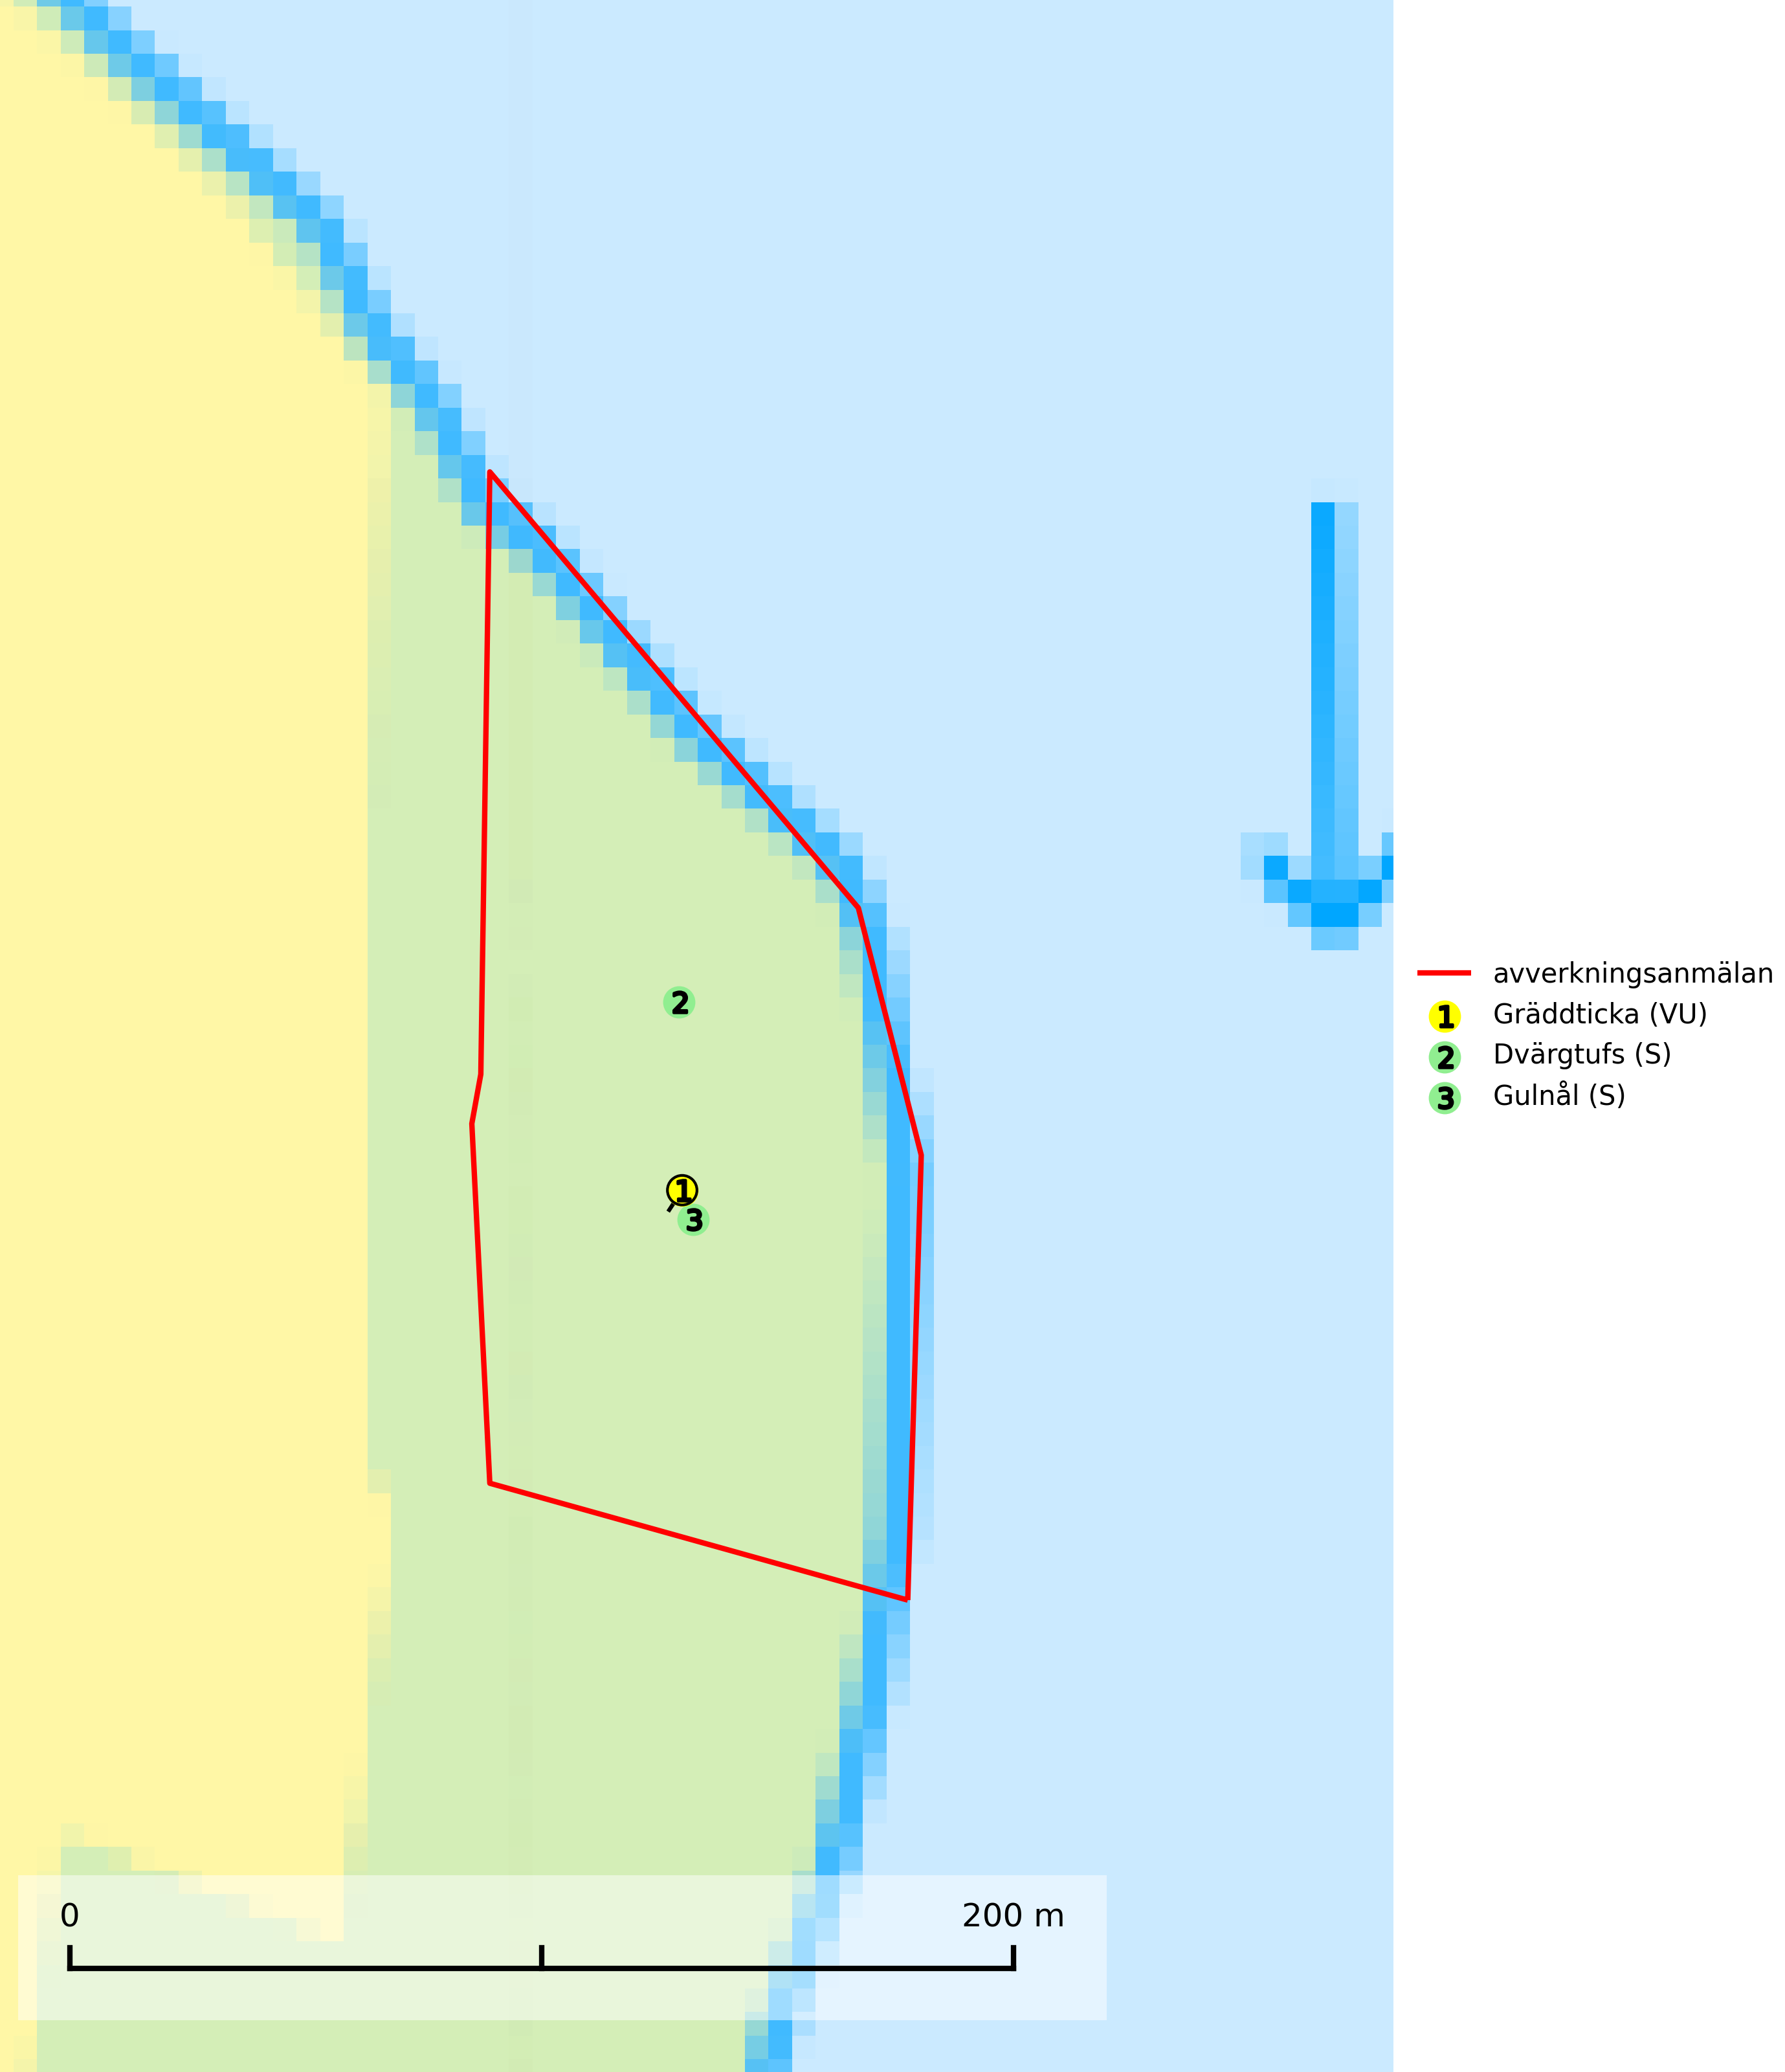 2
1
3
avverkningsanmälan
1 Gräddticka (VU)
2 Dvärgtufs (S)
3 Gulnål (S)
0 200 m